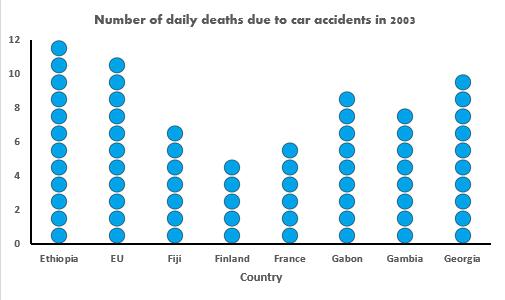 Number of daily deaths due to car accidents in 2003
12
10
8
6
4
2
0
Ethiopia EU Fiji Finland France Gabon Gambia Georgia
Country